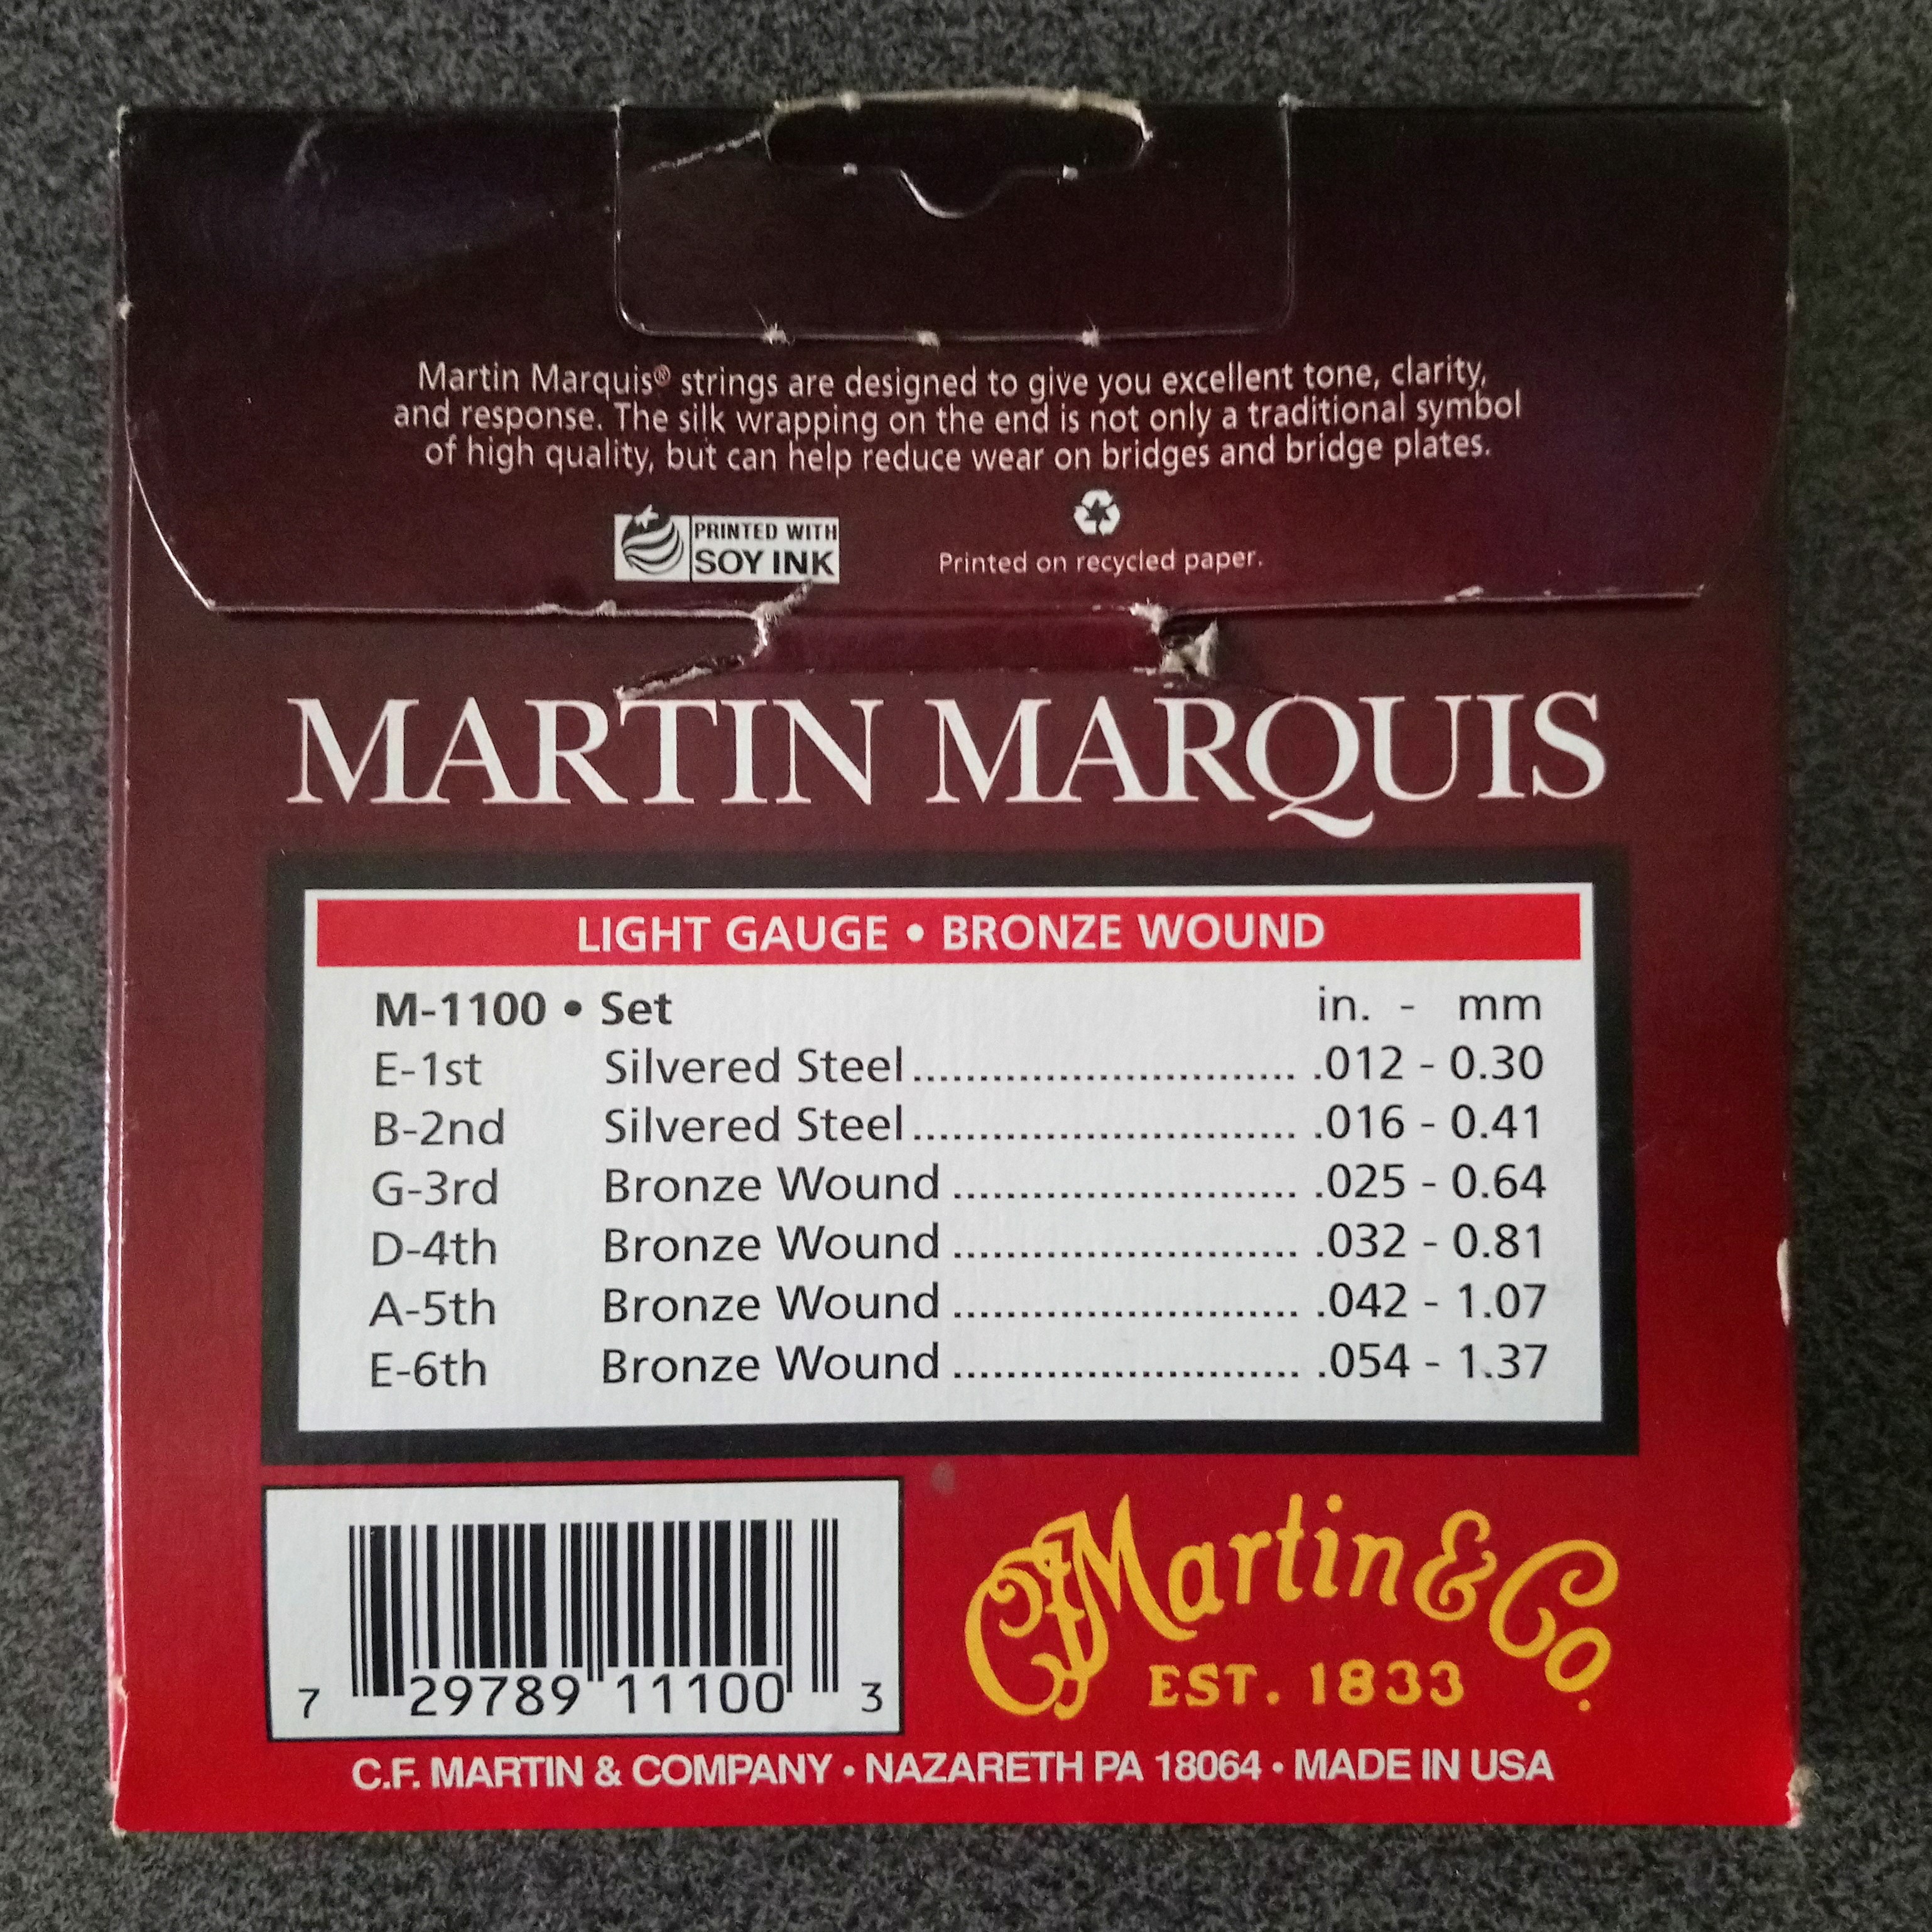 Martin Marquis® strings are designed to give you excellent tone, clarity,
and response. The silk wrapping on the end is not only a traditional symbol
of high quality, but can help reduce wear on bridges and bridge plates.
PRINTED WITH
SOY INK
Printed on recycled paper.
MARTIN MARQUIS
LIGHT GAUGE • BRONZE WOUND
M-1100 • Set in. - mm
E-1st Silvered Steel............................. .012 - 0.30
B-2nd Silvered Steel............................. .016 - 0.41
G-3rd Bronze Wound .......................... .025 - 0.64
D-4th Bronze Wound .......................... .032 - 0.81
A-5th Bronze Wound .......................... .042 - 1.07
E-6th Bronze Wound .......................... .054 - 1.37
7 29789 11100 3
CF Martin & Co.
EST. 1833
C.F. MARTIN & COMPANY • NAZARETH PA 18064 • MADE IN USA